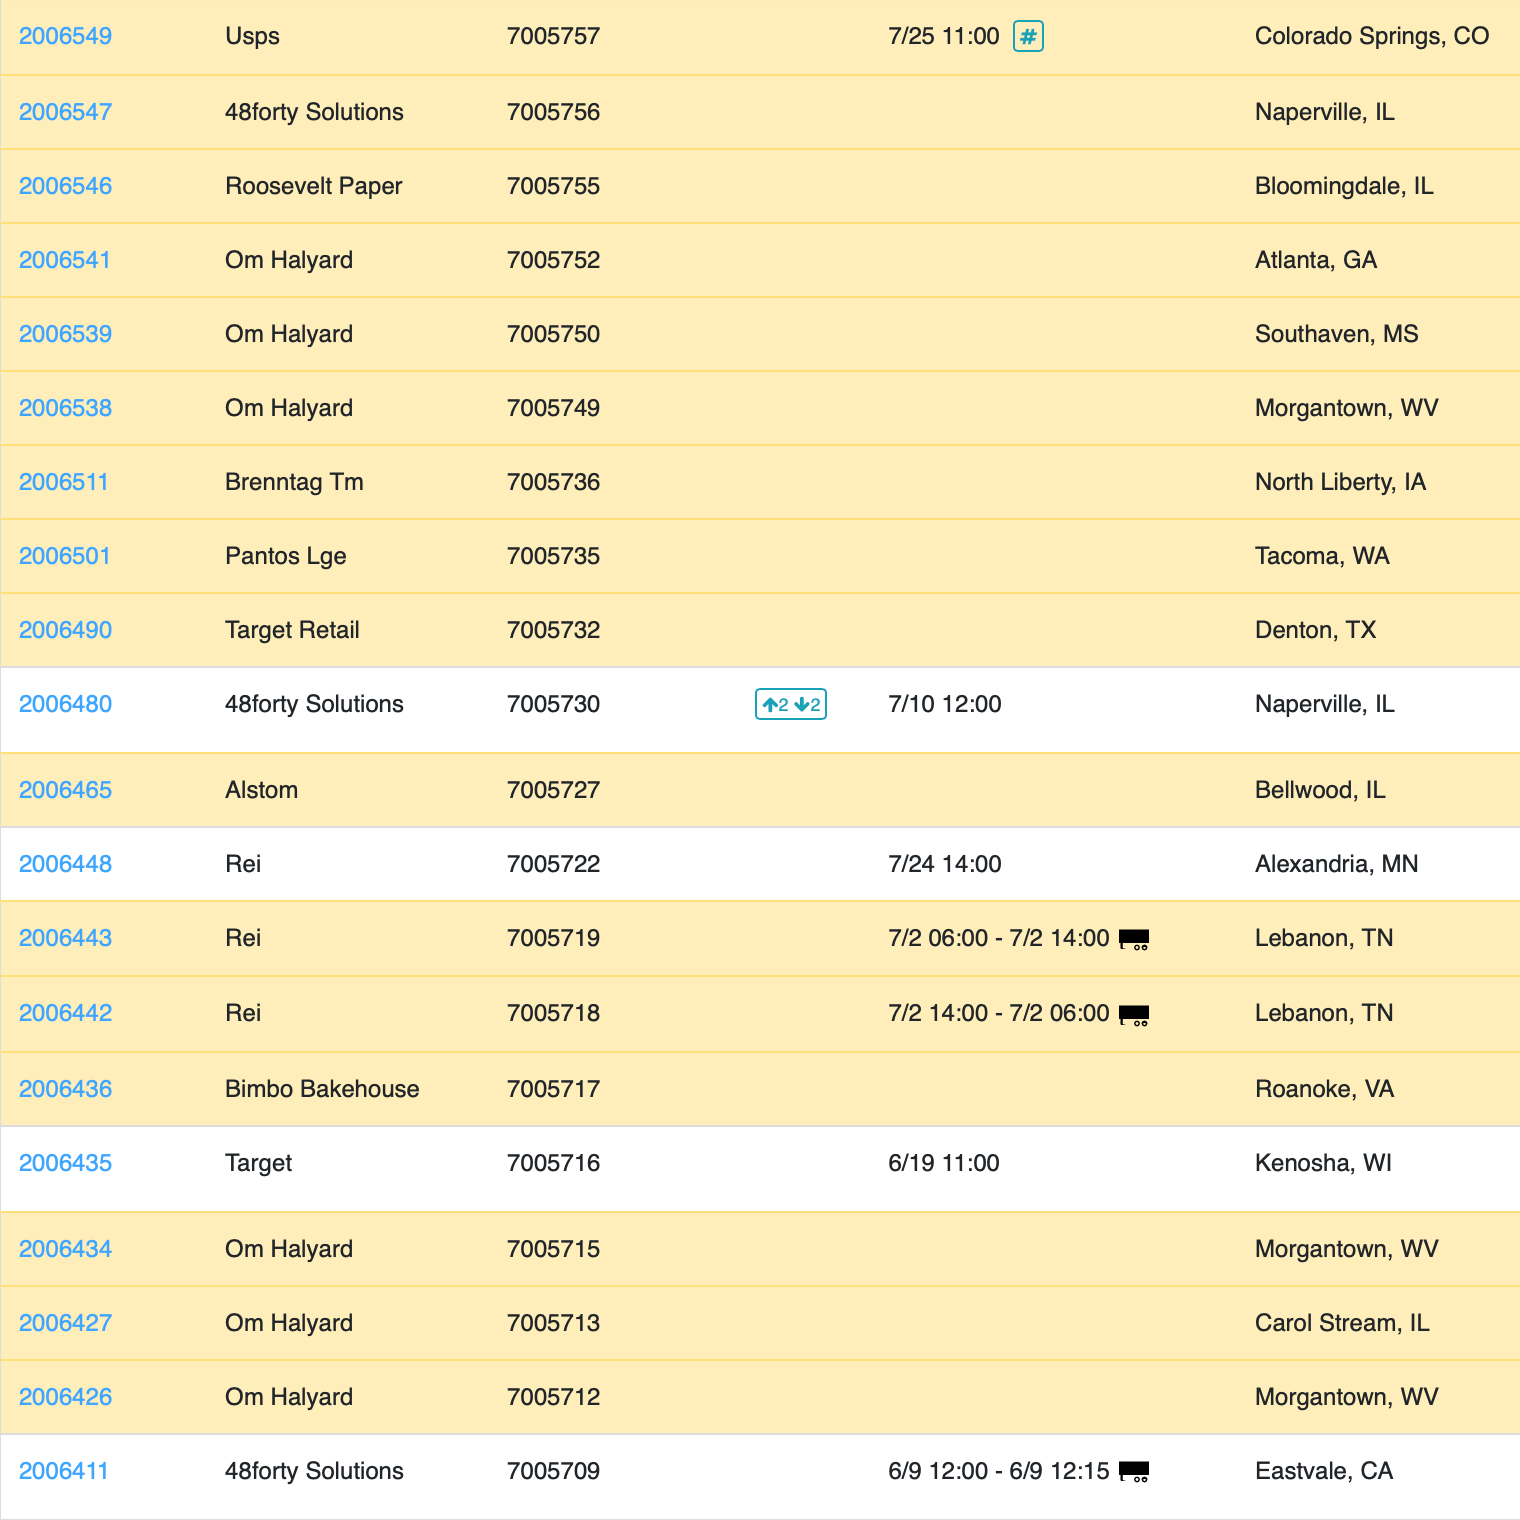 2006549 Usps 7005757 7/25 11:00 # Colorado Springs, CO
2006547 48forty Solutions 7005756 Naperville, IL
2006546 Roosevelt Paper 7005755 Bloomingdale, IL
2006541 Om Halyard 7005752 Atlanta, GA
2006539 Om Halyard 7005750 Southaven, MS
2006538 Om Halyard 7005749 Morgantown, WV
2006511 Brenntag Tm 7005736 North Liberty, IA
2006501 Pantos Lge 7005735 Tacoma, WA
2006490 Target Retail 7005732 Denton, TX
2006480 48forty Solutions 7005730 ↑2 ↓2 7/10 12:00 Naperville, IL
2006465 Alstom 7005727 Bellwood, IL
2006448 Rei 7005722 7/24 14:00 Alexandria, MN
2006443 Rei 7005719 7/2 06:00 - 7/2 14:00 Lebanon, TN
2006442 Rei 7005718 7/2 14:00 - 7/2 06:00 Lebanon, TN
2006436 Bimbo Bakehouse 7005717 Roanoke, VA
2006435 Target 7005716 6/19 11:00 Kenosha, WI
2006434 Om Halyard 7005715 Morgantown, WV
2006427 Om Halyard 7005713 Carol Stream, IL
2006426 Om Halyard 7005712 Morgantown, WV
2006411 48forty Solutions 7005709 6/9 12:00 - 6/9 12:15 Eastvale, CA